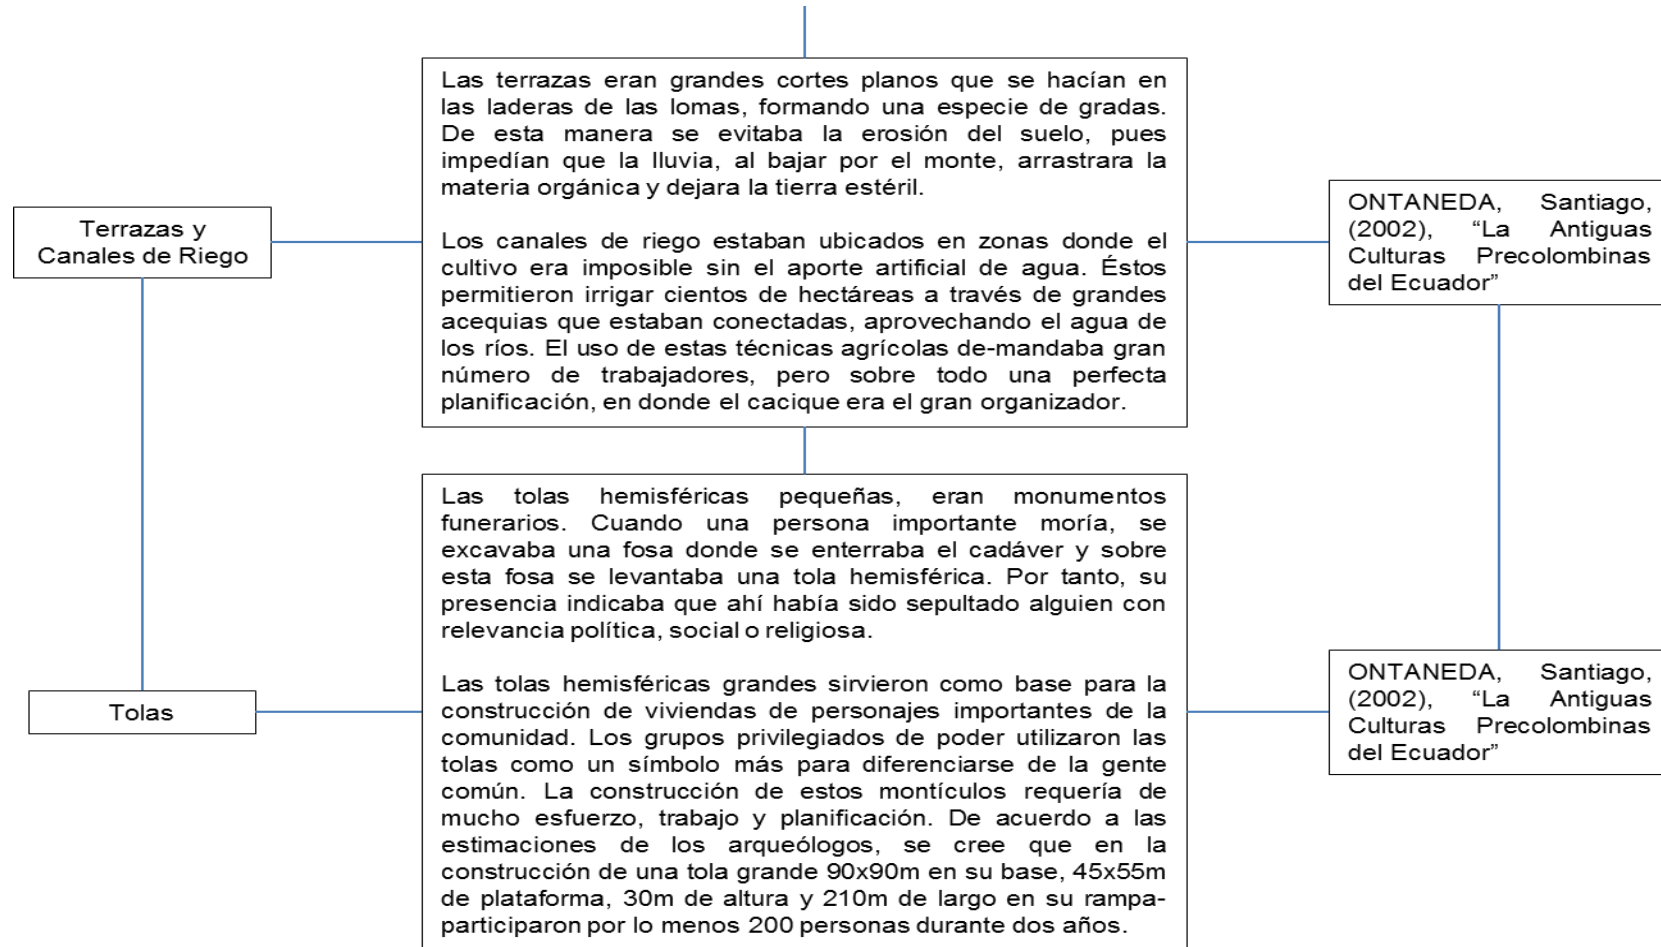 Terrazas y
Canales de Riego
Las terrazas eran grandes cortes planos que se hacían en
las laderas de las lomas, formando una especie de gradas.
De esta manera se evitaba la erosión del suelo, pues
impedían que la lluvia, al bajar por el monte, arrastrara la
materia orgánica y dejara la tierra estéril.
Los canales de riego estaban ubicados en zonas donde el
cultivo era imposible sin el aporte artificial de agua. Éstos
permitieron irrigar cientos de hectáreas a través de grandes
acequias que estaban conectadas, aprovechando el agua de
los ríos. El uso de estas técnicas agrícolas de-mandaba gran
número de trabajadores, pero sobre todo una perfecta
planificación, en donde el cacique era el gran organizador.
ONTANEDA, Santiago,
(2002), “La Antiguas
Culturas Precolombinas
del Ecuador”
Tolas
Las tolas hemisféricas pequeñas, eran monumentos
funerarios. Cuando una persona importante moría, se
excavaba una fosa donde se enterraba el cadáver y sobre
esta fosa se levantaba una tola hemisférica. Por tanto, su
presencia indicaba que ahí había sido sepultado alguien con
relevancia política, social o religiosa.
Las tolas hemisféricas grandes sirvieron como base para la
construcción de viviendas de personajes importantes de la
comunidad. Los grupos privilegiados de poder utilizaron las
tolas como un símbolo más para diferenciarse de la gente
común. La construcción de estos montículos requería de
mucho esfuerzo, trabajo y planificación. De acuerdo a las
estimaciones de los arqueólogos, se cree que en la
construcción de una tola grande 90x90m en su base, 45x55m
de plataforma, 30m de altura y 210m de largo en su rampa-
participaron por lo menos 200 personas durante dos años.
ONTANEDA, Santiago,
(2002), “La Antiguas
Culturas Precolombinas
del Ecuador”